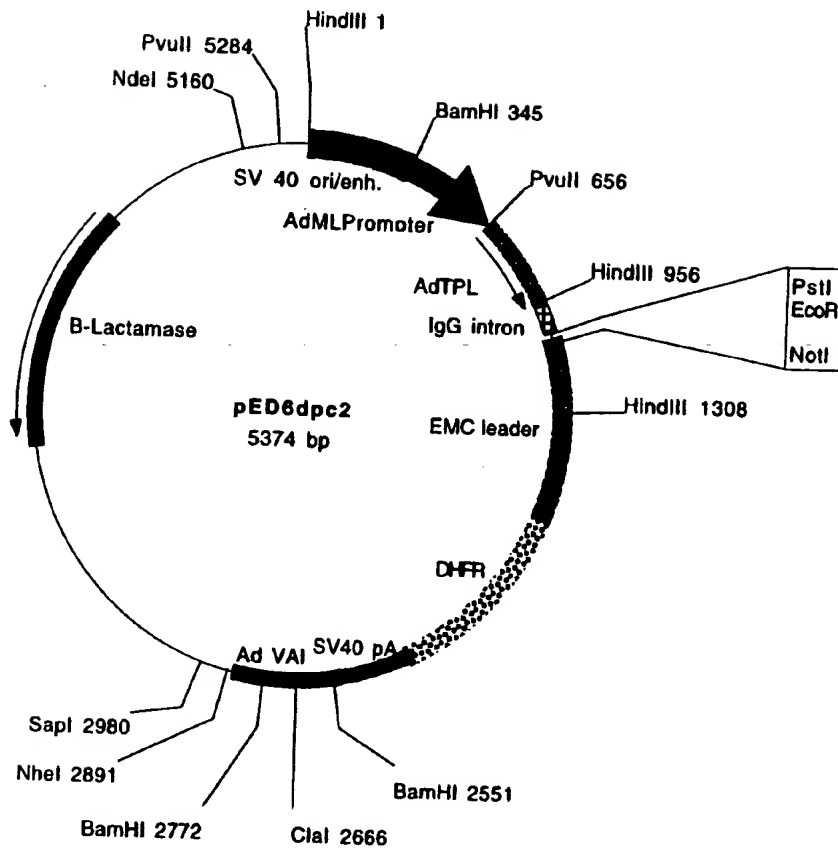 HindIII 1
PvuII 5284
NdeI 5160
BamHI 345
SV 40 ori/enh.
PvuII 656
AdMLPromoter
HindIII 956
AdTPL
PstI
EcoR
IgG intron
B-Lactamase
NotI
pED6dpc2
5374 bp
HindIII 1308
EMC leader
DHFR
SV40 pA
Ad VAI
SapI 2980
NheI 2891
BamHI 2551
BamHI 2772
ClaI 2666